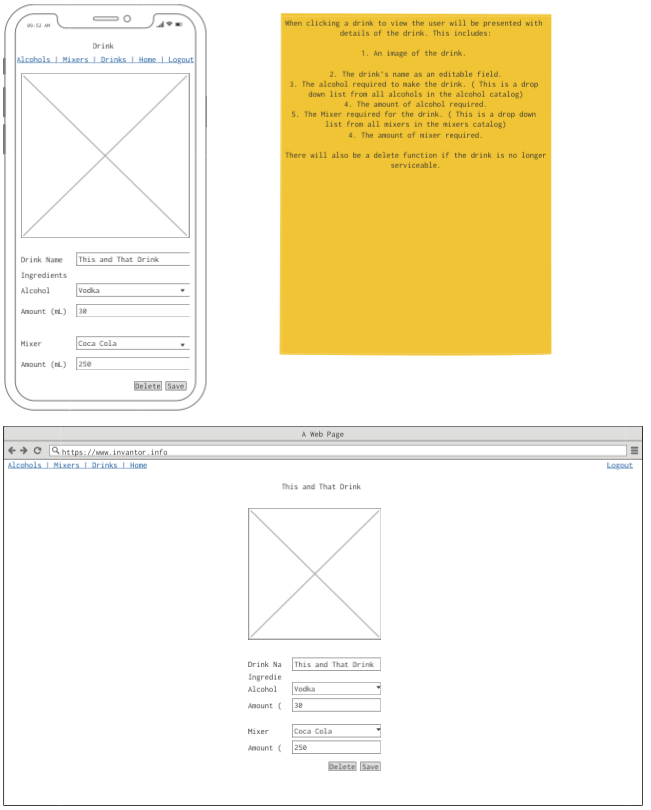 09:52 AM
Drink
Alcohols | Mixers | Drinks | Home | Logout
Drink Name
This and That Drink
Ingredients
Alcohol
Vodka
Amount (mL)
30
Mixer
Coca Cola
Amount (mL)
250
Delete
Save
When clicking a drink to view the user will be presented with
details of the drink. This includes:
1. An image of the drink.
2. The drink's name as an editable field.
3. The alcohol required to make the drink. ( This is a drop
down list from all alcohols in the alcohol catalog)
4. The amount of alcohol required.
5. The Mixer required for the drink. ( This is a drop down
list from all mixers in the mixers catalog)
4. The amount of mixer required.
There will also be a delete function if the drink is no longer
serviceable.
A Web Page
https://www.invantor.info
Alcohols | Mixers | Drinks | Home
Logout
This and That Drink
Drink Na
This and That Drink
Ingredie
Alcohol
Vodka
Amount (
30
Mixer
Coca Cola
Amount (
250
Delete
Save